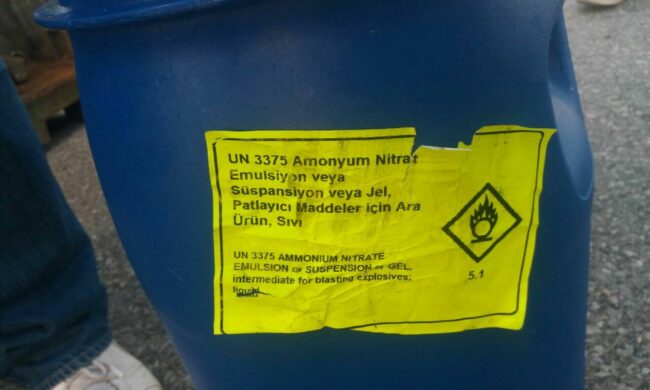 UN 3375 Amonyum Nitrat
Emulsiyon veya
Süspansiyon veya Jel,
Patlayıcı Maddeler için Ara
Ürün, Sıvı
UN 3375 AMMONIUM NITRATE
EMULSION or SUSPENSION or GEL,
intermediate for blasting explosives,
liquid
5.1